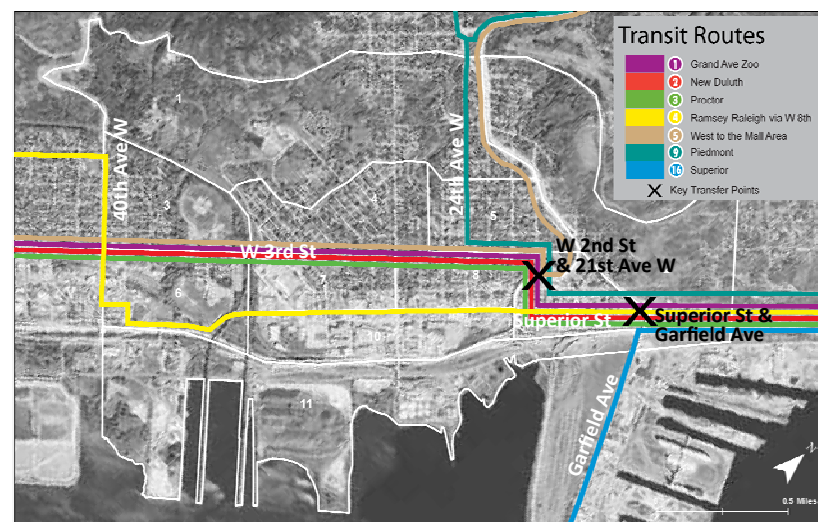 Transit Routes
1 Grand Ave Zoo
2 New Duluth
3 Proctor
4 Ramsey Raleigh via W 8th
5 West to the Mall Area
9 Piedmont
16 Superior
Key Transfer Points
1
40th Ave W
24th Ave W
3
4
5
W 3rd St
W 2nd St
& 21st Ave W
6
Superior St
Superior St &
Garfield Ave
11
Garfield Ave
0.5 Miles